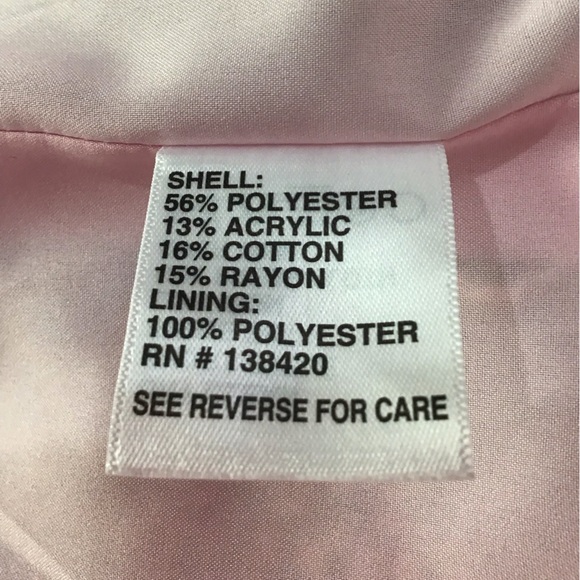 SHELL:
56% POLYESTER
13% ACRYLIC
16% COTTON
15% RAYON
LINING:
100% POLYESTER
RN # 138420
SEE REVERSE FOR CARE